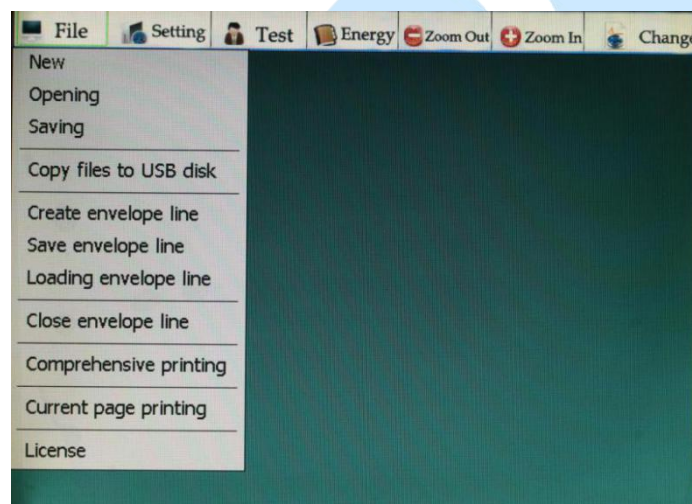 File Setting Test Energy Zoom Out Zoom In Change
New
Opening
Saving
Copy files to USB disk
Create envelope line
Save envelope line
Loading envelope line
Close envelope line
Comprehensive printing
Current page printing
License